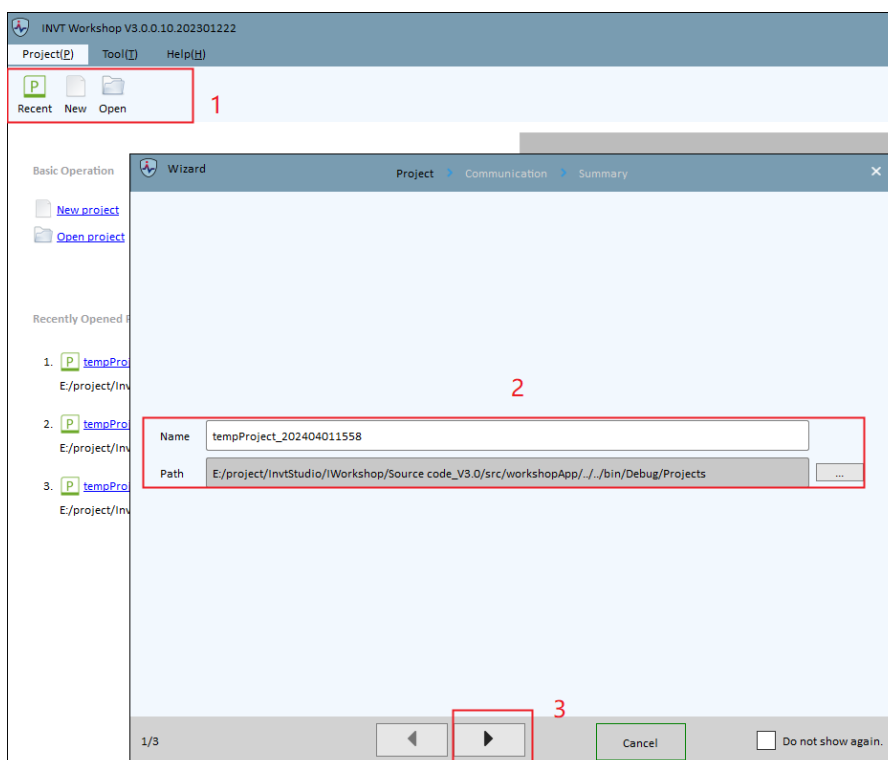 INVT Workshop V3.0.0.10.202301222
Project(P) Tool(T) Help(H)
Recent New Open
1
Basic Operation
Wizard
Project Communication Summary
New project
Open project
Recently Opened
1. P tempProj
E:/project/Inv
2. P tempProj
E:/project/Inv
3. P tempProj
E:/project/Inv
2
Name tempProject_202404011558
Path E:/project/InvtStudio/IWorkshop/Source code_V3.0/src/workshopApp/../../bin/Debug/Projects ...
3
1/3
Cancel
Do not show again.